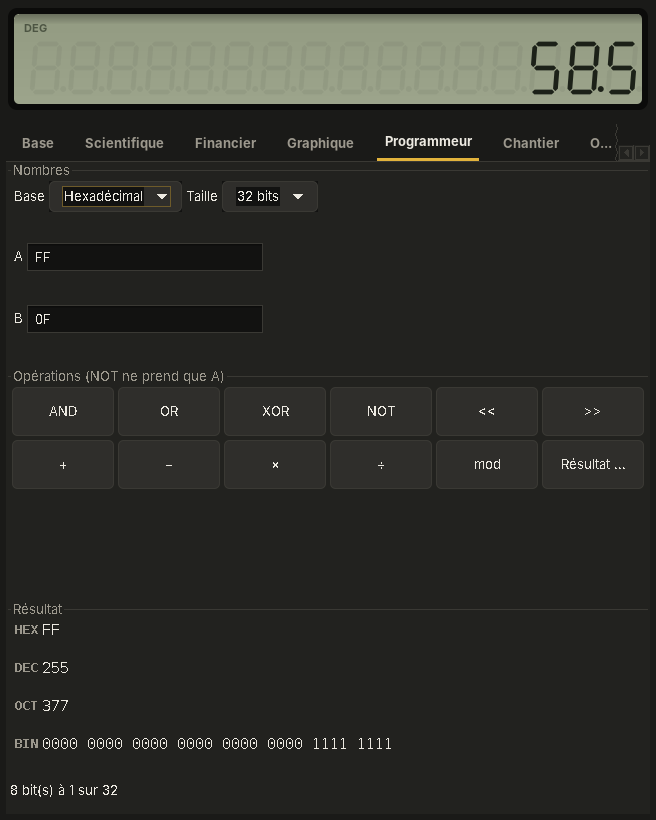 DEG
58.5
Base Scientifique Financier Graphique Programmeur Chantier O...
Nombres
Base Hexadécimal Taille 32 bits
A FF
B 0F
Opérations (NOT ne prend que A)
AND OR XOR NOT << >>
+ − × ÷ mod Résultat ...
Résultat
HEX FF
DEC 255
OCT 377
BIN 0000 0000 0000 0000 0000 0000 1111 1111
8 bit(s) à 1 sur 32